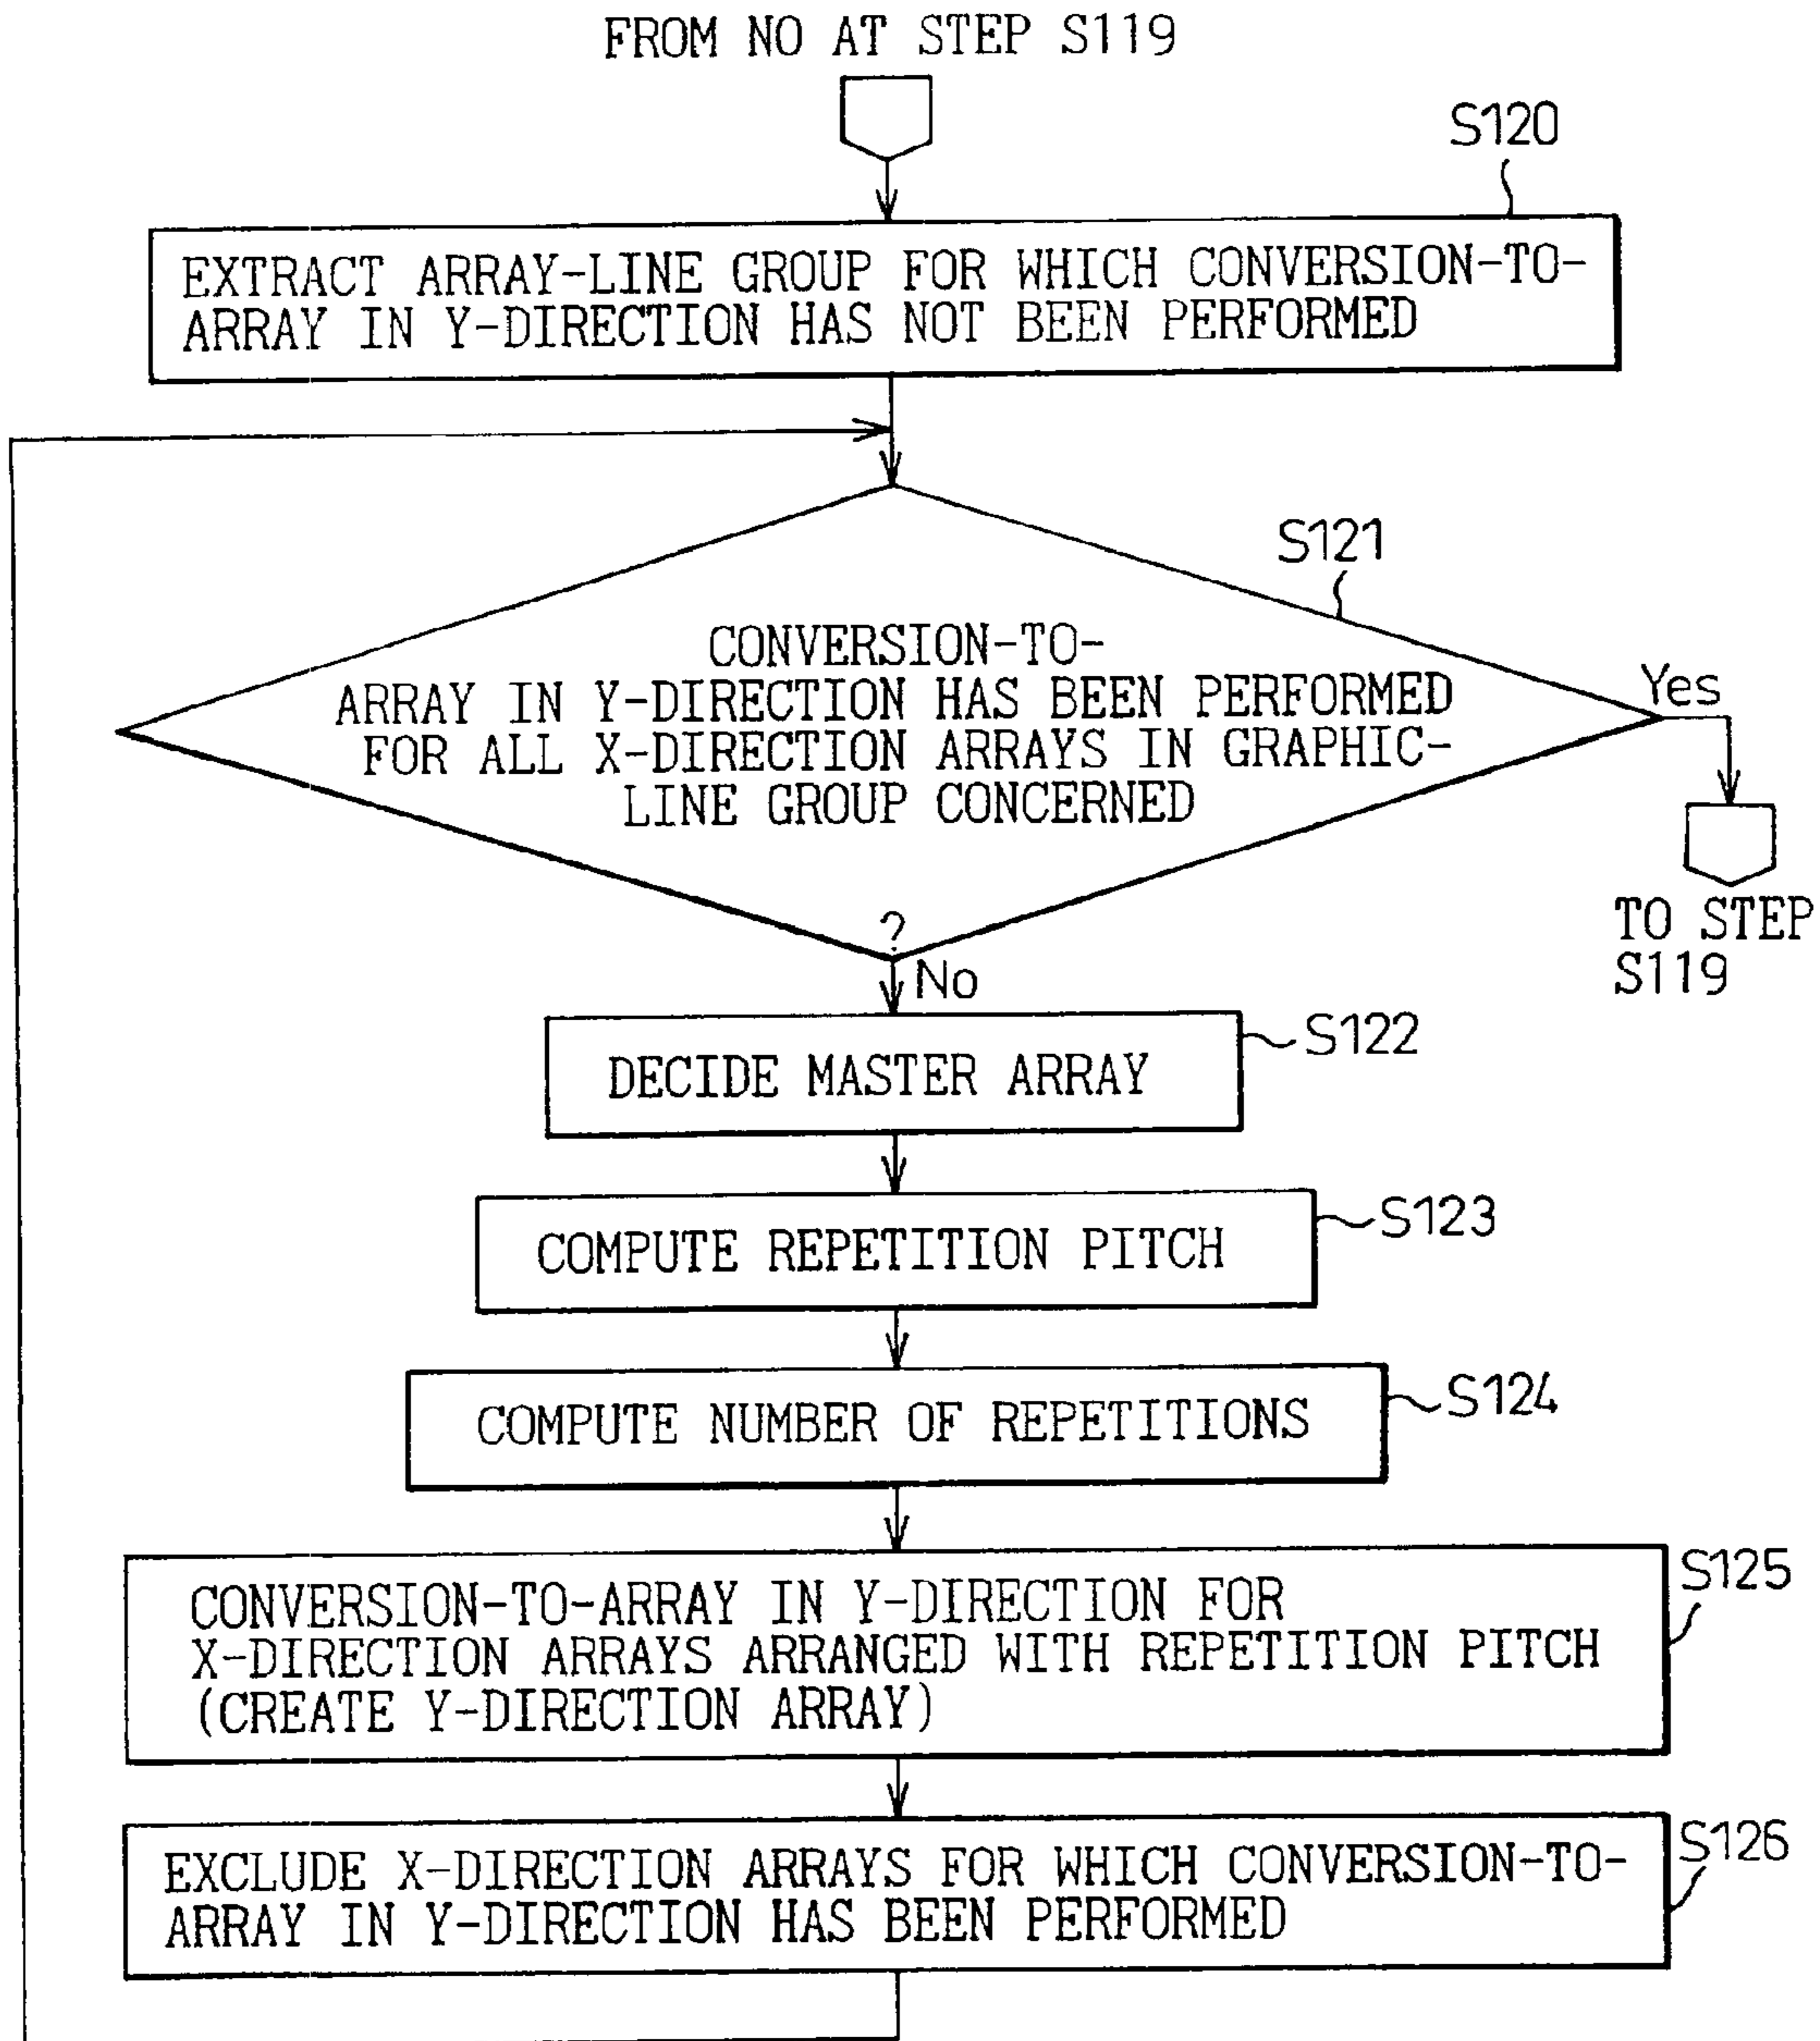 FROM NO AT STEP S119
S120
EXTRACT ARRAY-LINE GROUP FOR WHICH CONVERSION-TO-
ARRAY IN Y-DIRECTION HAS NOT BEEN PERFORMED
S121
CONVERSION-TO-
ARRAY IN Y-DIRECTION HAS BEEN PERFORMED
FOR ALL X-DIRECTION ARRAYS IN GRAPHIC-
LINE GROUP CONCERNED
?
Yes
TO STEP
S119
No
S122
DECIDE MASTER ARRAY
S123
COMPUTE REPETITION PITCH
S124
COMPUTE NUMBER OF REPETITIONS
S125
CONVERSION-TO-ARRAY IN Y-DIRECTION FOR
X-DIRECTION ARRAYS ARRANGED WITH REPETITION PITCH
(CREATE Y-DIRECTION ARRAY)
S126
EXCLUDE X-DIRECTION ARRAYS FOR WHICH CONVERSION-TO-
ARRAY IN Y-DIRECTION HAS BEEN PERFORMED